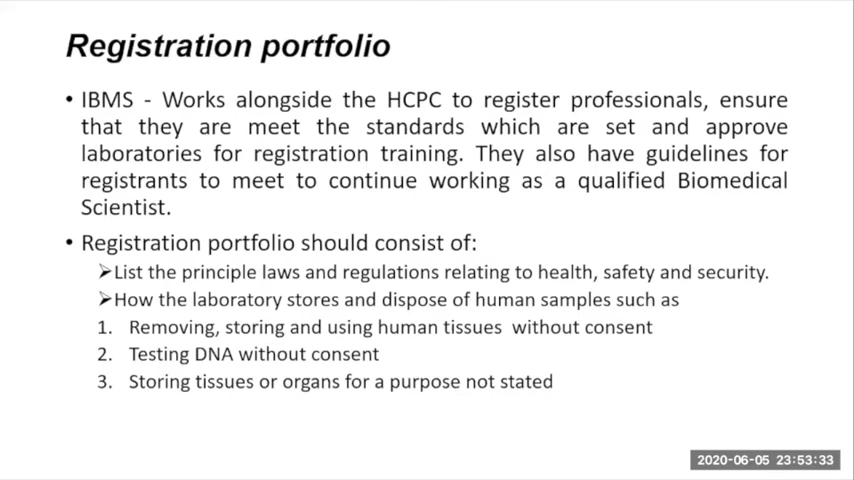 Registration portfolio
• IBMS - Works alongside the HCPC to register professionals, ensure
that they are meet the standards which are set and approve
laboratories for registration training. They also have guidelines for
registrants to meet to continue working as a qualified Biomedical
Scientist.
• Registration portfolio should consist of:
➢List the principle laws and regulations relating to health, safety and security.
➢How the laboratory stores and dispose of human samples such as
1. Removing, storing and using human tissues without consent
2. Testing DNA without consent
3. Storing tissues or organs for a purpose not stated
2020-06-05 23:53:33